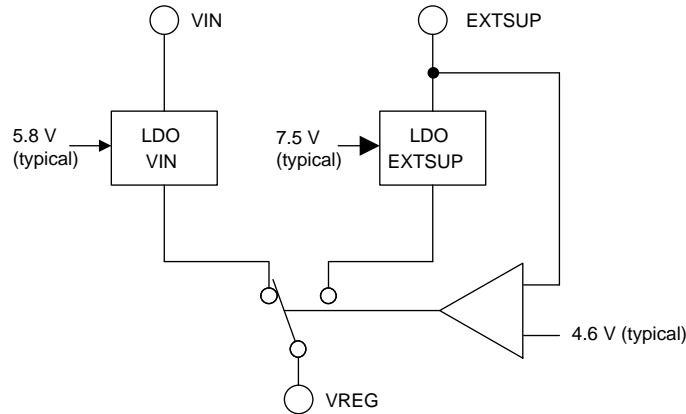 VIN
EXTSUP
5.8 V
(typical)
LDO
VIN
7.5 V
(typical)
LDO
EXTSUP
4.6 V (typical)
VREG